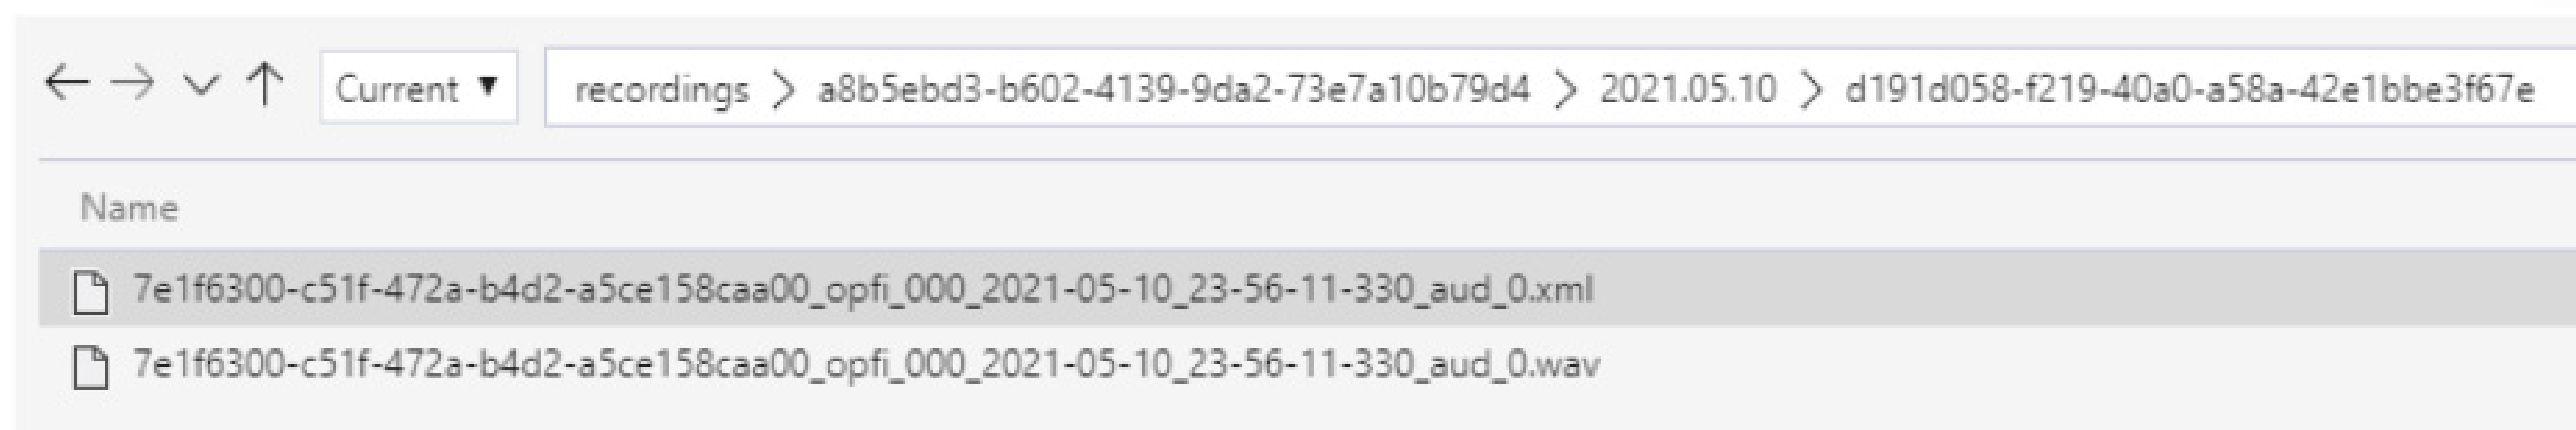 Current ▼ recordings > a8b5ebd3-b602-4139-9da2-73e7a10b79d4 > 2021.05.10 > d191d058-f219-40a0-a58a-42e1bbe3f67e
Name
7e1f6300-c51f-472a-b4d2-a5ce158caa00_opfi_000_2021-05-10_23-56-11-330_aud_0.xml
7e1f6300-c51f-472a-b4d2-a5ce158caa00_opfi_000_2021-05-10_23-56-11-330_aud_0.wav